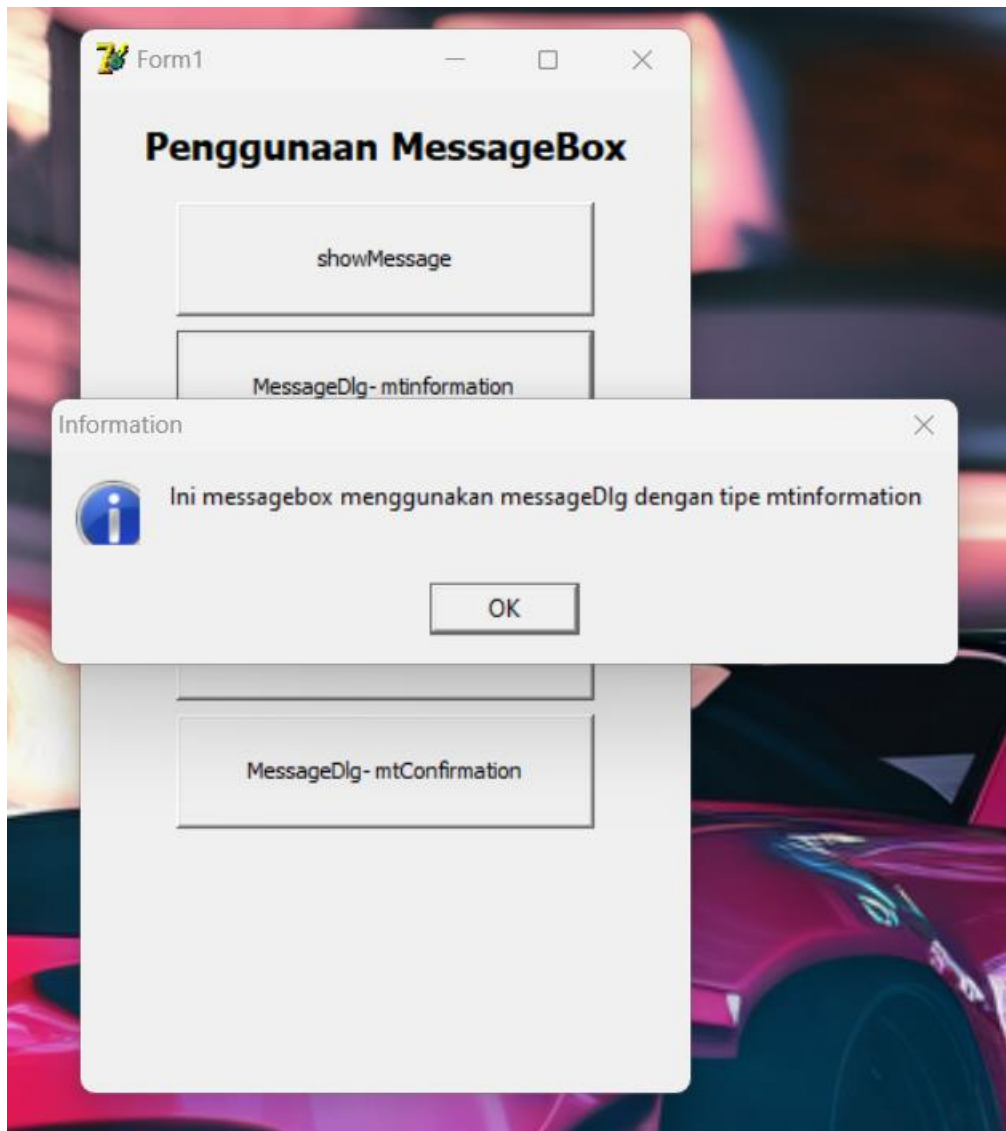 Form1
Penggunaan MessageBox
showMessage
MessageDlg- mtinformation
Information
Ini messagebox menggunakan messageDlg dengan tipe mtinformation
OK
MessageDlg- mtConfirmation